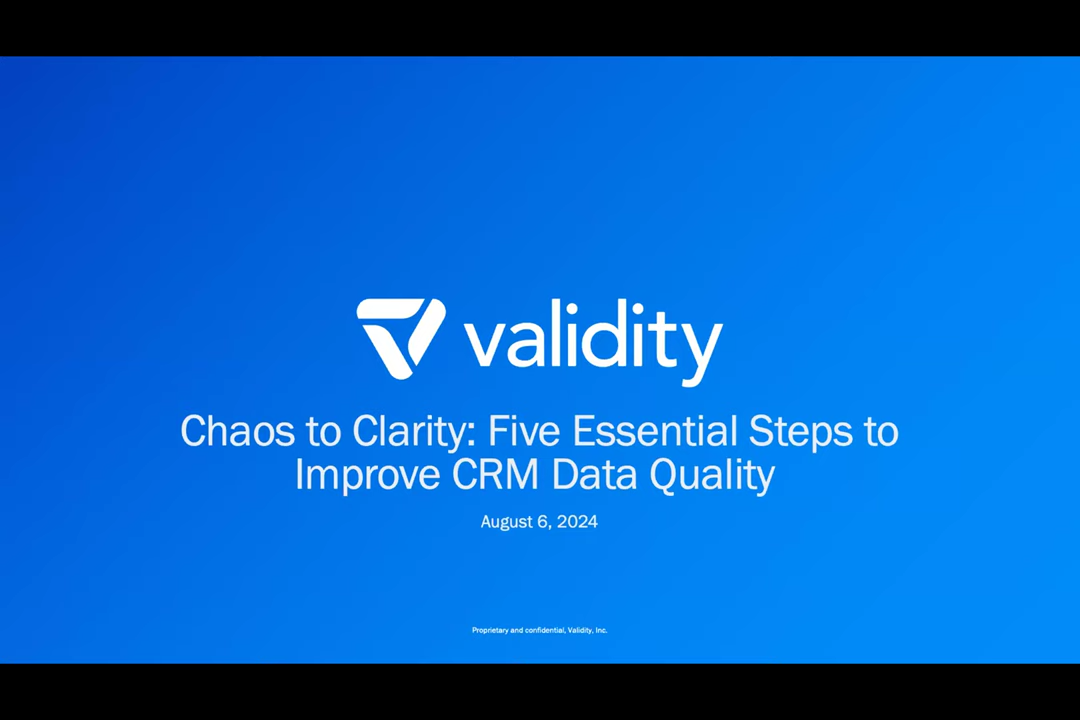 validity
Chaos to Clarity: Five Essential Steps to
Improve CRM Data Quality
August 6, 2024
Proprietary and confidential, Validity, Inc.